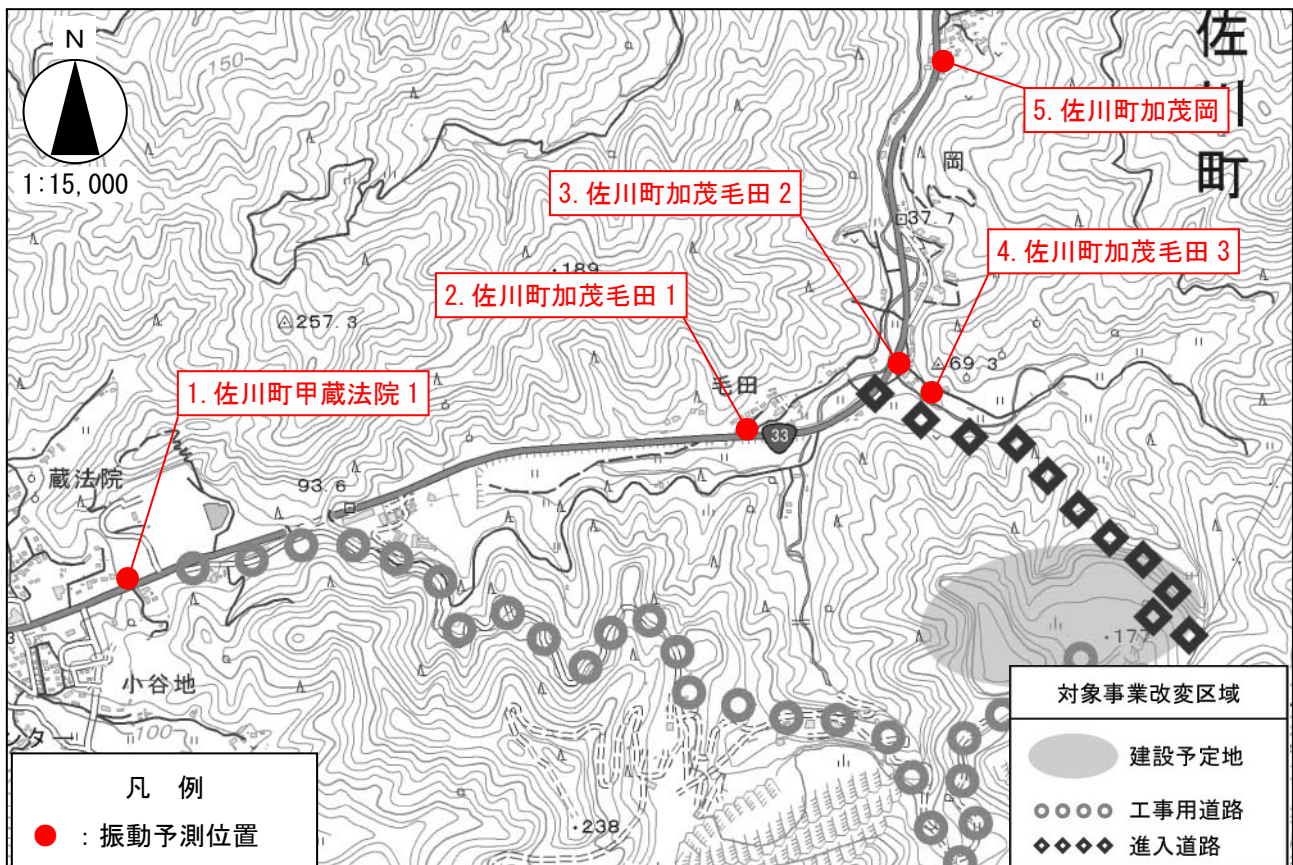 N
1:15,000
150
佐川町
5. 佐川町加茂岡
岡
3. 佐川町加茂毛田 2
37.7
4. 佐川町加茂毛田 3
189
2. 佐川町加茂毛田 1
257.3
69.3
毛田
1. 佐川町甲蔵法院 1
33
蔵法院
93.6
小谷地
177
ンター
100
238
凡 例
：振動予測位置
対象事業改変区域
建設予定地
工事用道路
進入道路